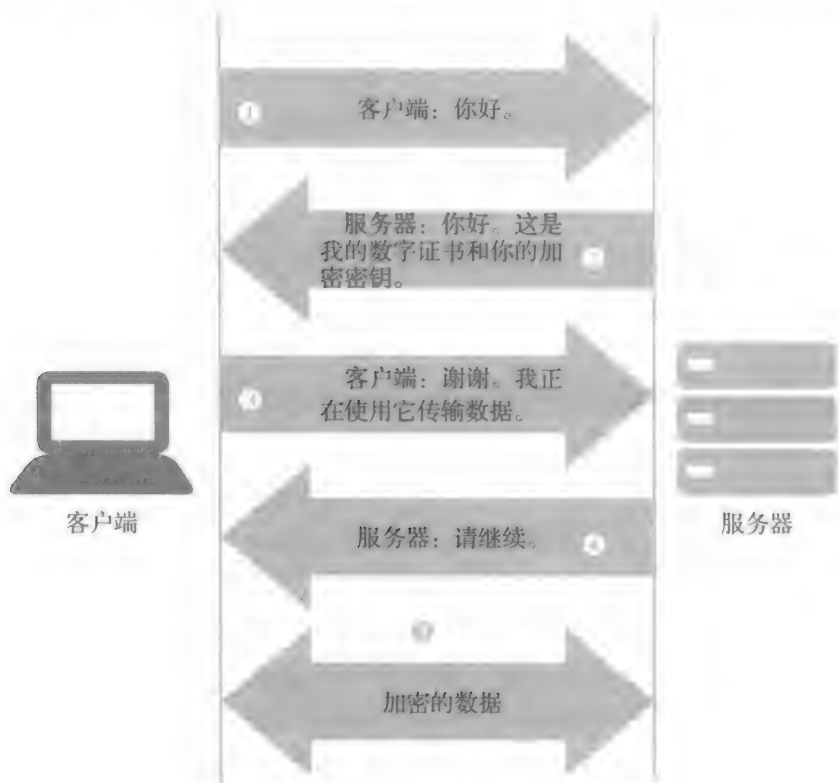 1
客户端：你好。
服务器：你好。这是
我的数字证书和你的加
密密钥。
客户端：谢谢。我正
在使用它传输数据。
客户端
服务器
服务器：请继续。
4
加密的数据